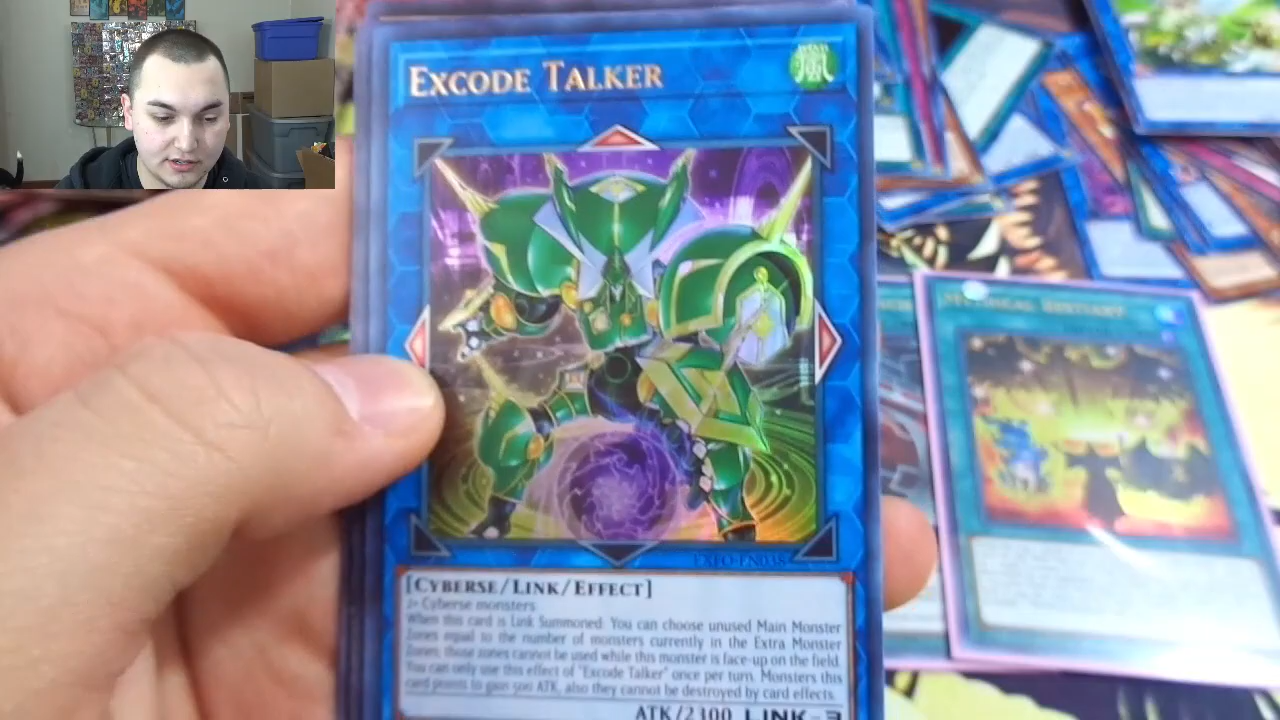 EXCODE TALKER
風
EXFO-EN038
[CYBERSE/LINK/EFFECT]
2+ Cyberse monsters
When this card is Link Summoned: You can choose unused Main Monster
Zones equal to the number of monsters currently in the Extra Monster
Zones; those zones cannot be used while this monster is face-up on the field.
You can only use this effect of "Excode Talker" once per turn. Monsters this
card points to gain 500 ATK, also they cannot be destroyed by card effects.
ATK/2300 LINK-3